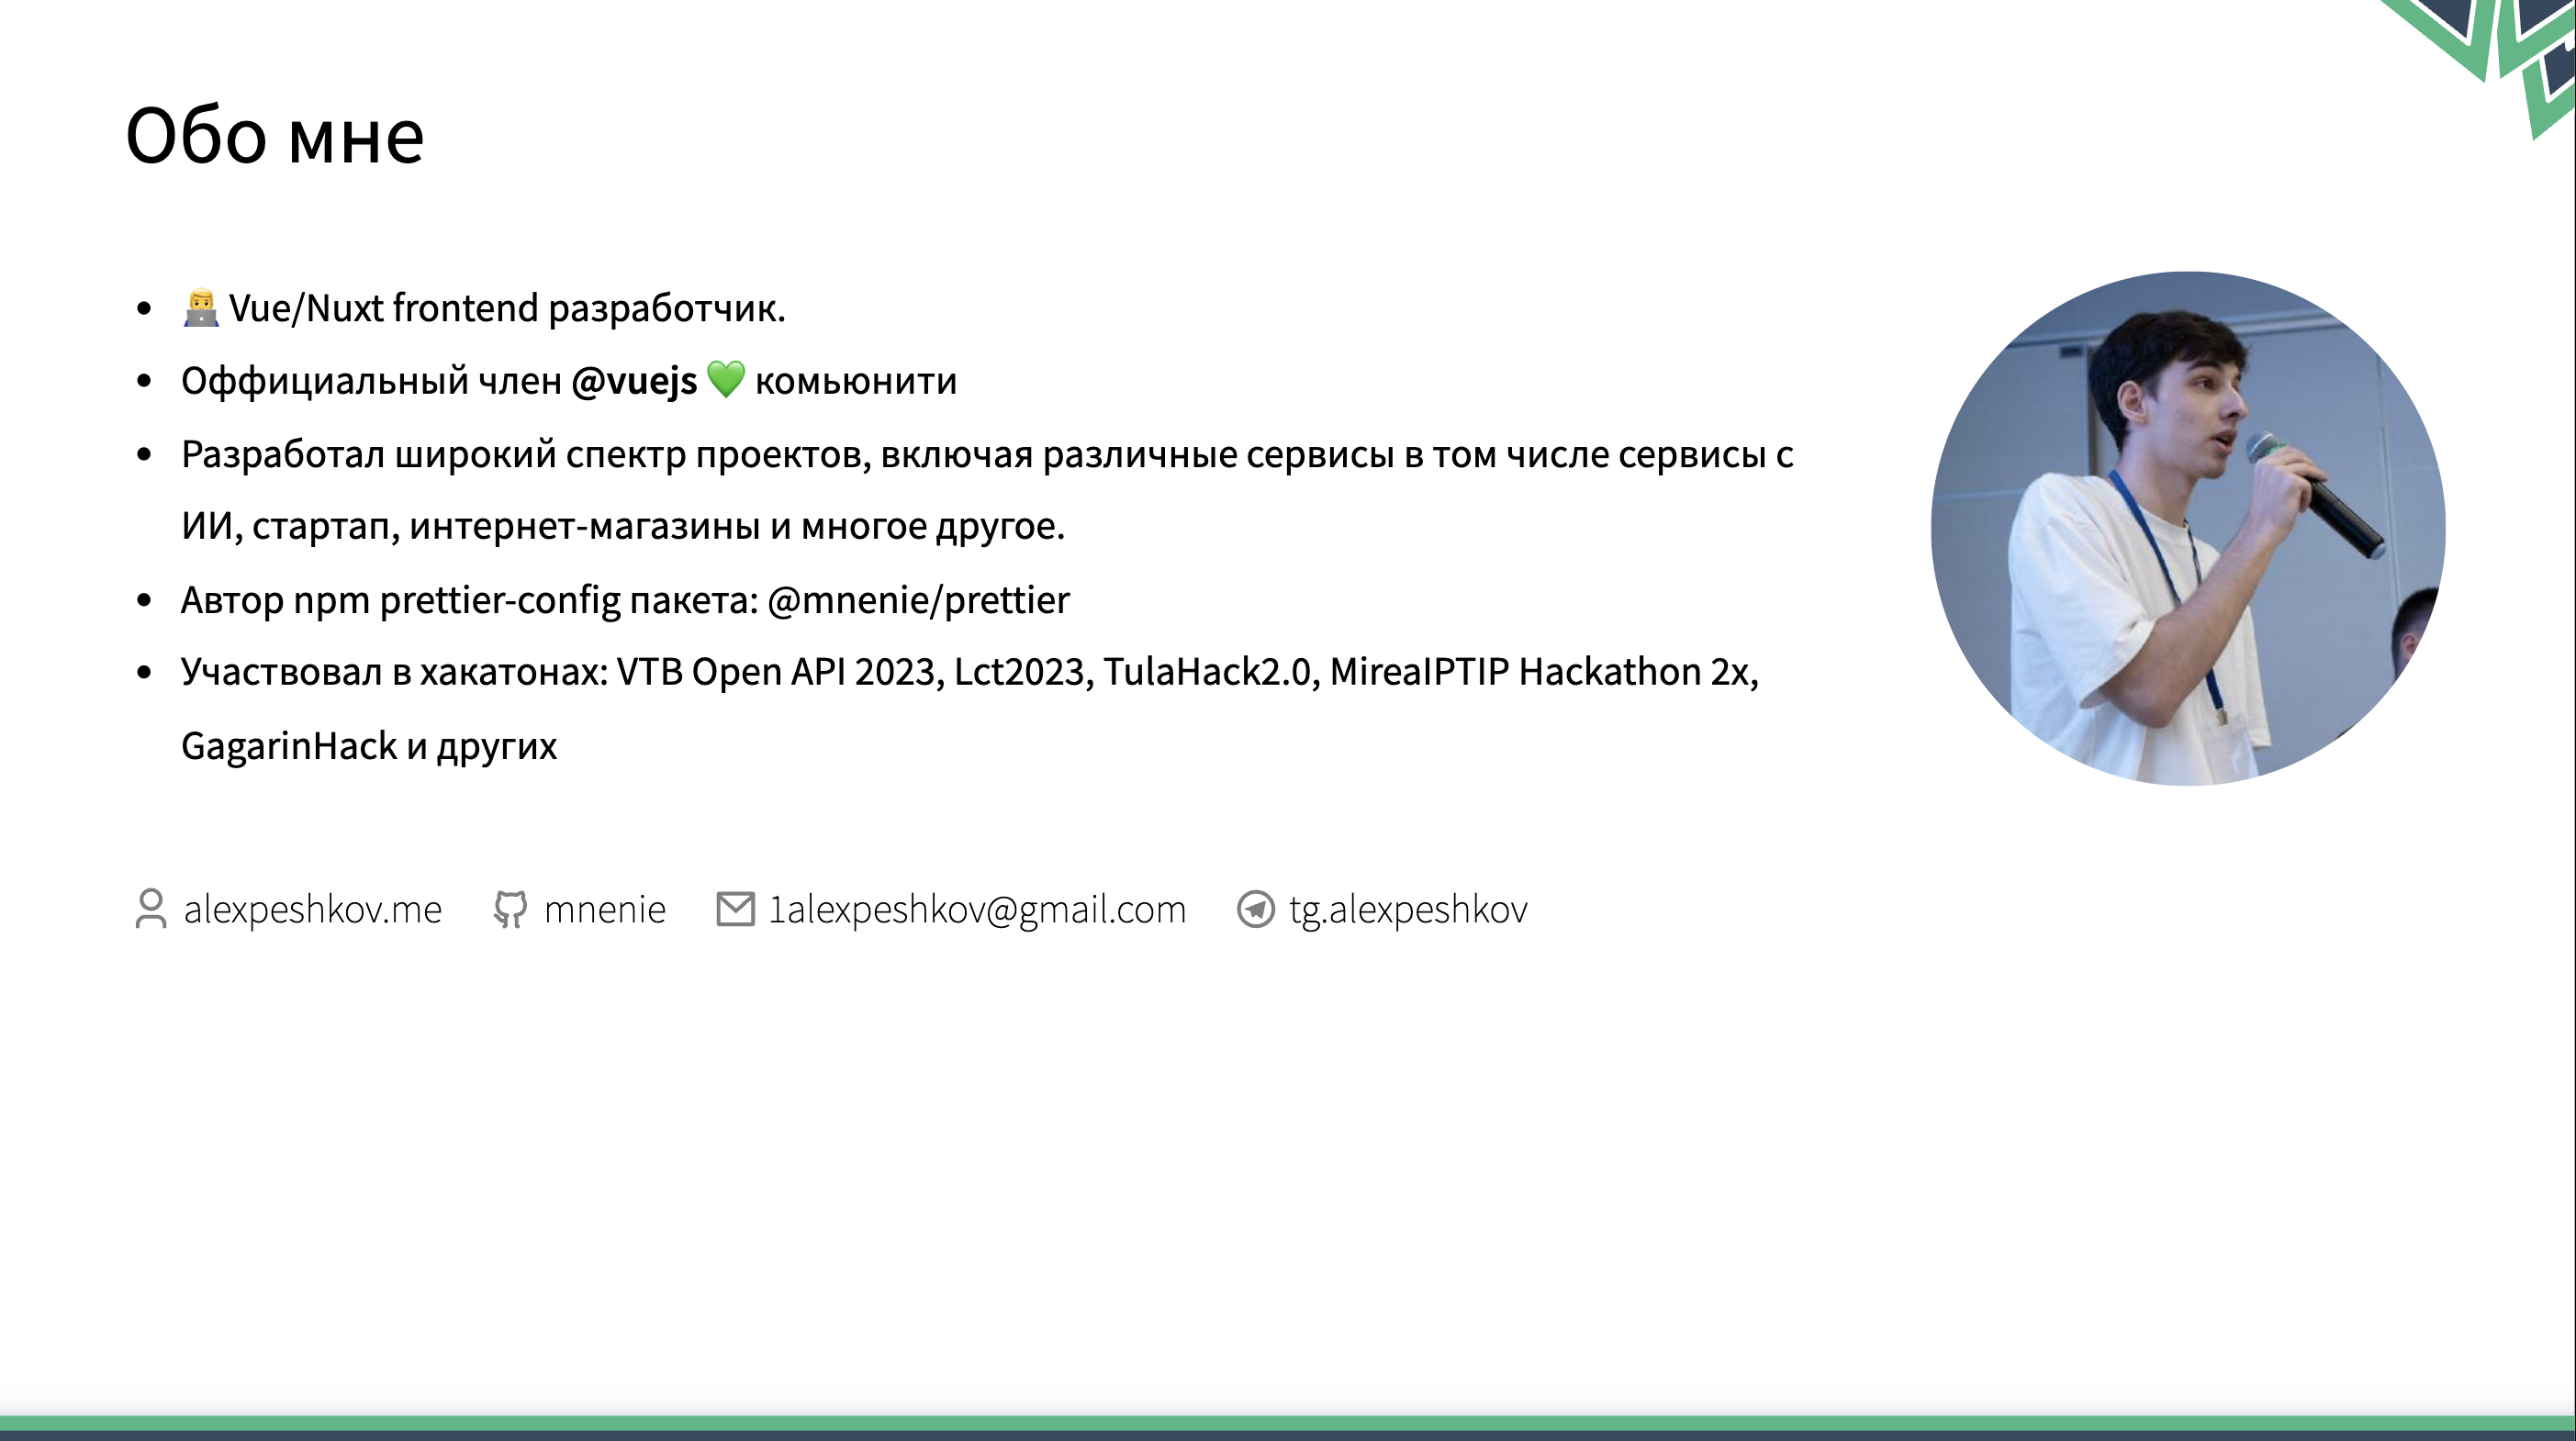 Обо мне
👨‍💻 Vue/Nuxt frontend разработчик.
Оффициальный член @vuejs 💚 комьюнити
Разработал широкий спектр проектов, включая различные сервисы в том числе сервисы с
ИИ, стартап, интернет-магазины и многое другое.
Автор npm prettier-config пакета: @mnenie/prettier
Участвовал в хакатонах: VTB Open API 2023, Lct2023, TulaHack2.0, MireaIPTIP Hackathon 2x,
GagarinHack и других
alexpeshkov.me mnenie 1alexpeshkov@gmail.com tg.alexpeshkov